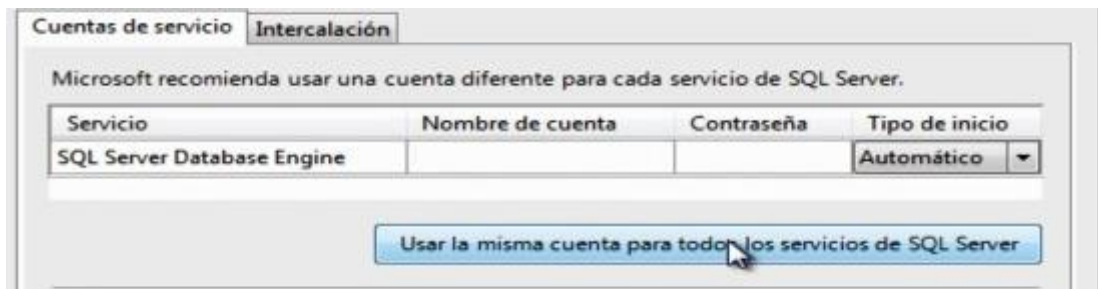 Cuentas de servicio Intercalación
Microsoft recomienda usar una cuenta diferente para cada servicio de SQL Server.
Servicio Nombre de cuenta Contraseña Tipo de inicio
SQL Server Database Engine Automático
Usar la misma cuenta para todos los servicios de SQL Server